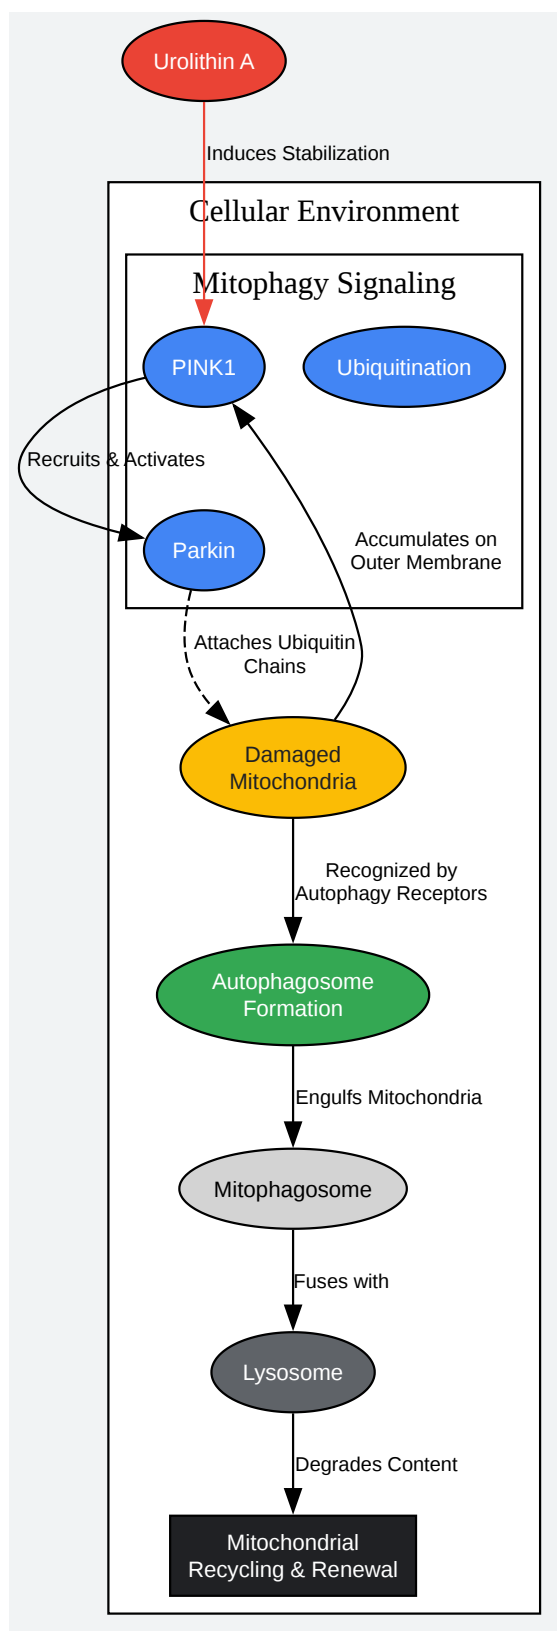 Urolithin A
Induces Stabilization
Cellular Environment
Mitophagy Signaling
PINK1
Ubiquitination
Recruits & Activates
Parkin
Accumulates on
Outer Membrane
Attaches Ubiquitin
Chains
Damaged
Mitochondria
Recognized by
Autophagy Receptors
Autophagosome
Formation
Engulfs Mitochondria
Mitophagosome
Fuses with
Lysosome
Degrades Content
Mitochondrial
Recycling & Renewal